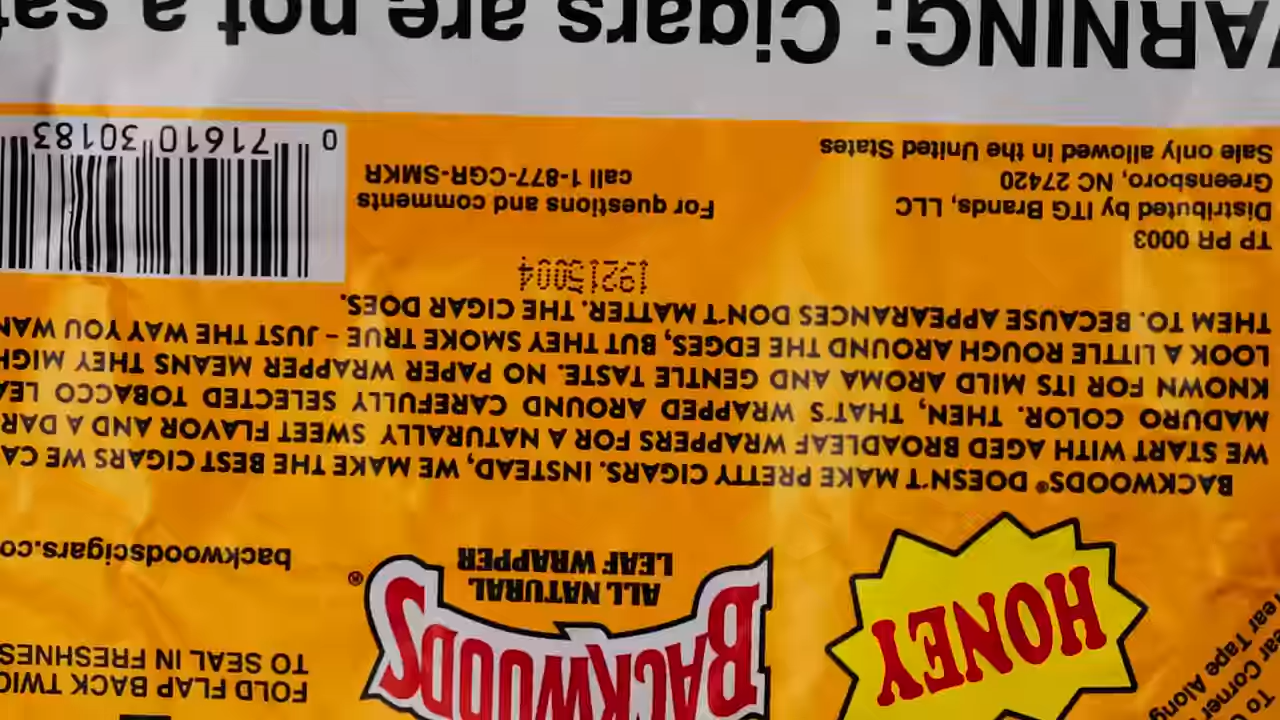 To
ear Corner
ear Tape Along
HONEY
BACKWOODS®
ALL NATURAL
LEAF WRAPPER
FOLD FLAP BACK TWIC
TO SEAL IN FRESHNES
backwoodscigars.co
BACKWOODS® DOESN'T MAKE PRETTY CIGARS. INSTEAD, WE MAKE THE BEST CIGARS WE CA
WE START WITH AGED BROADLEAF WRAPPERS FOR A NATURALLY SWEET FLAVOR AND A DAR
MADURO COLOR. THEN, THAT'S WRAPPED AROUND CAREFULLY SELECTED TOBACCO LEA
KNOWN FOR ITS MILD AROMA AND GENTLE TASTE. NO PAPER WRAPPER MEANS THEY MIGH
LOOK A LITTLE ROUGH AROUND THE EDGES, BUT THEY SMOKE TRUE – JUST THE WAY YOU WAN
THEM TO. BECAUSE APPEARANCES DON'T MATTER. THE CIGAR DOES.
19215004
TP PR 0003
Distributed by ITG Brands, LLC
Greensboro, NC 27420
Sale only allowed in the United States
For questions and comments
call 1-877-CGR-SMKR
0 71610 30183
ARNING: Cigars are not a saf